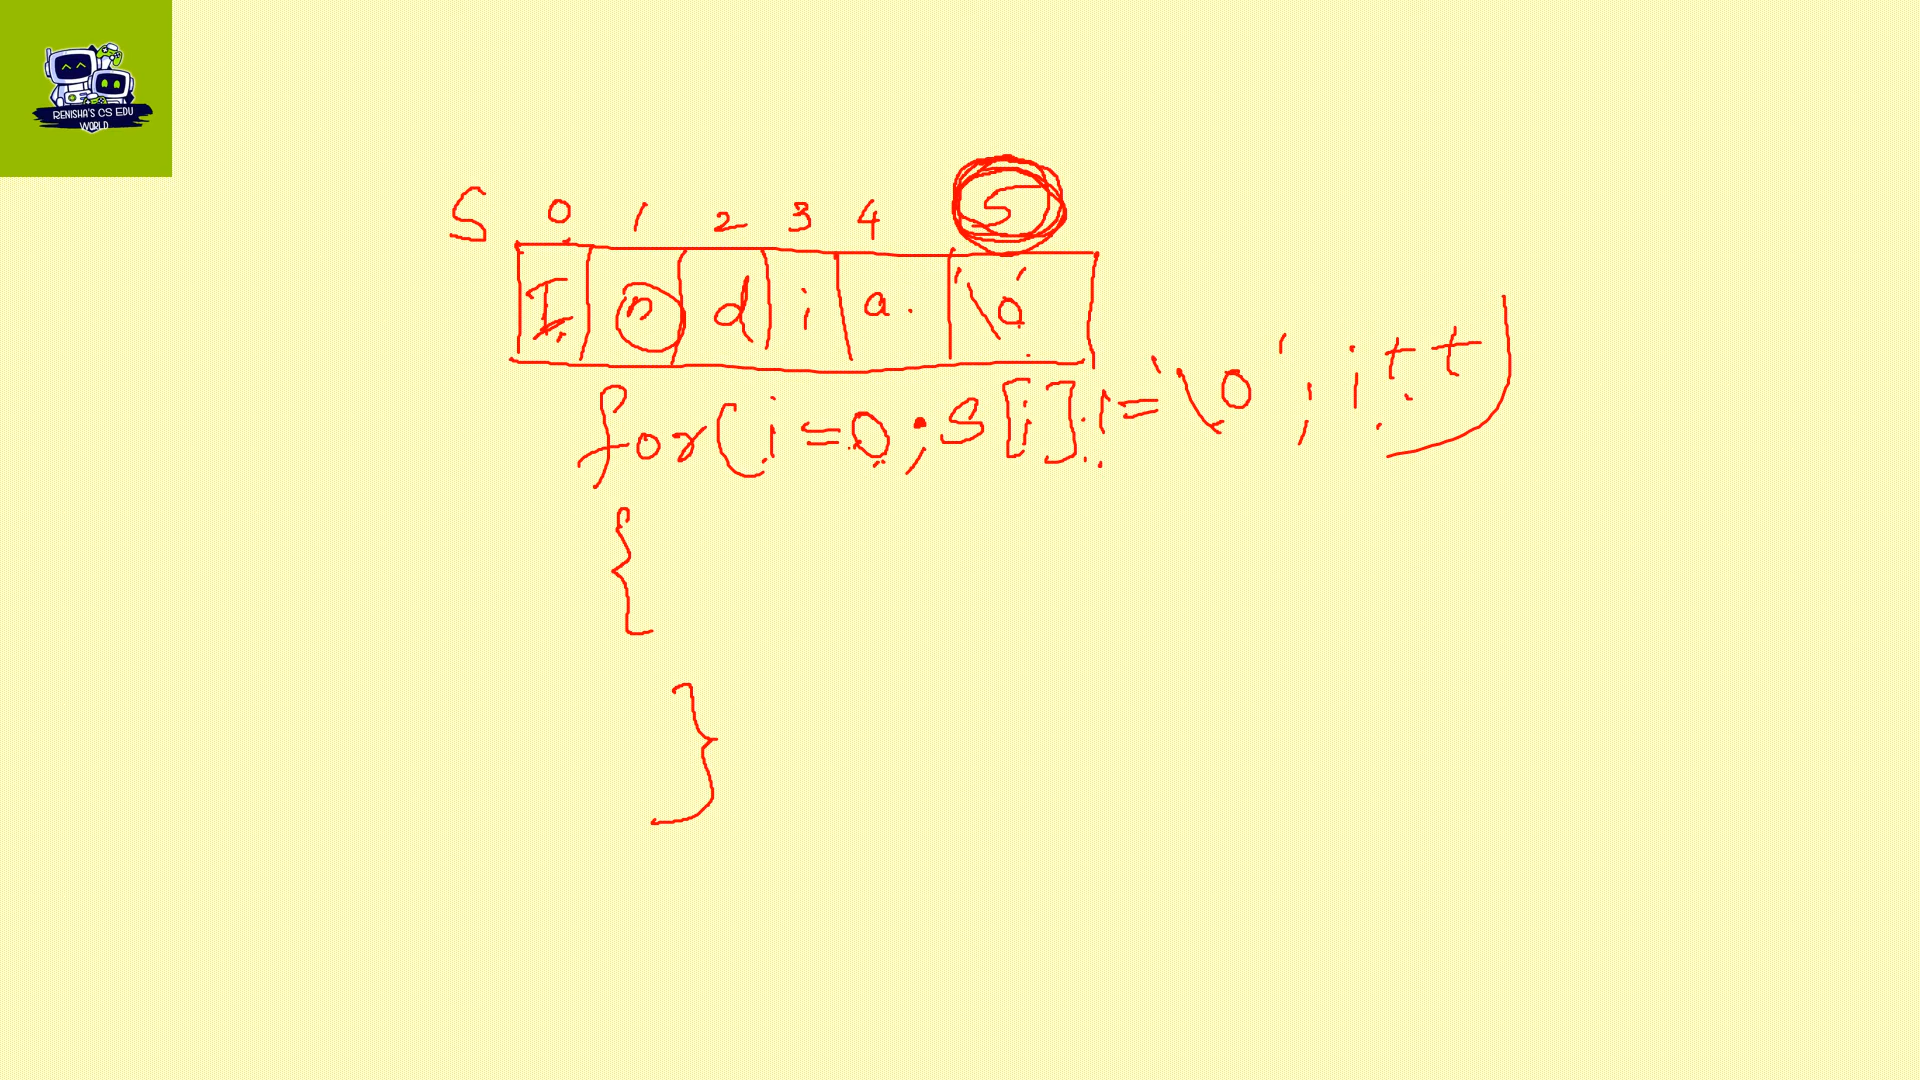 RENISHA'S CS EDU
WORLD
S 0 1 2 3 4 5
I n d i a. '\0'
for(i=0;s[i]!='\0';i++)
{
}